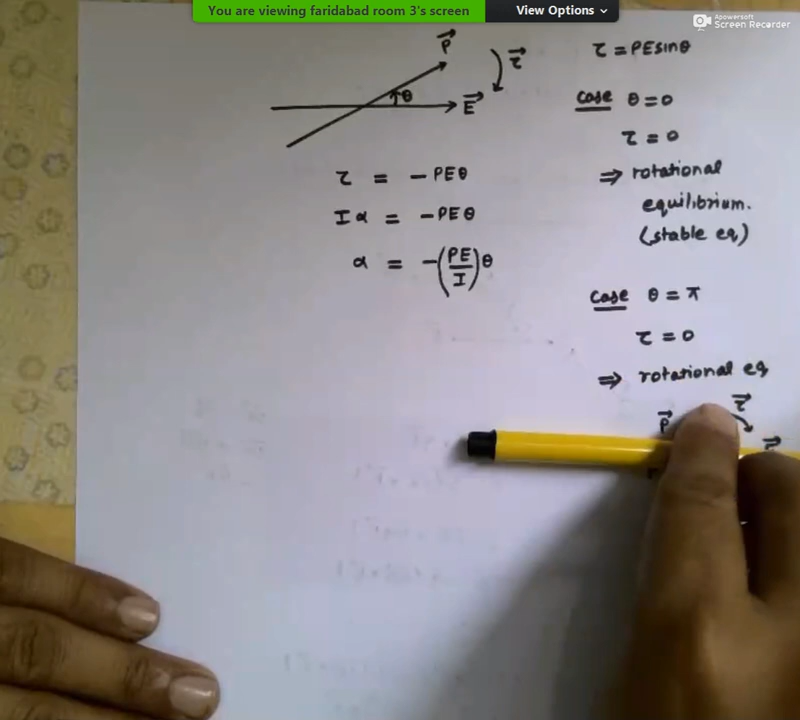 You are viewing faridabad room 3's screen
View Options
Apowersoft
Screen Recorder
P⃗
τ⃗
θ
E⃗
τ = - PEθ
Iα = - PEθ
α = -(PE/I)θ
τ = PEsinθ
case θ = 0
τ = 0
⇒ rotational
equilibrium.
(stable eq)
case θ = π
τ = 0
⇒ rotational eq
P⃗
τ⃗